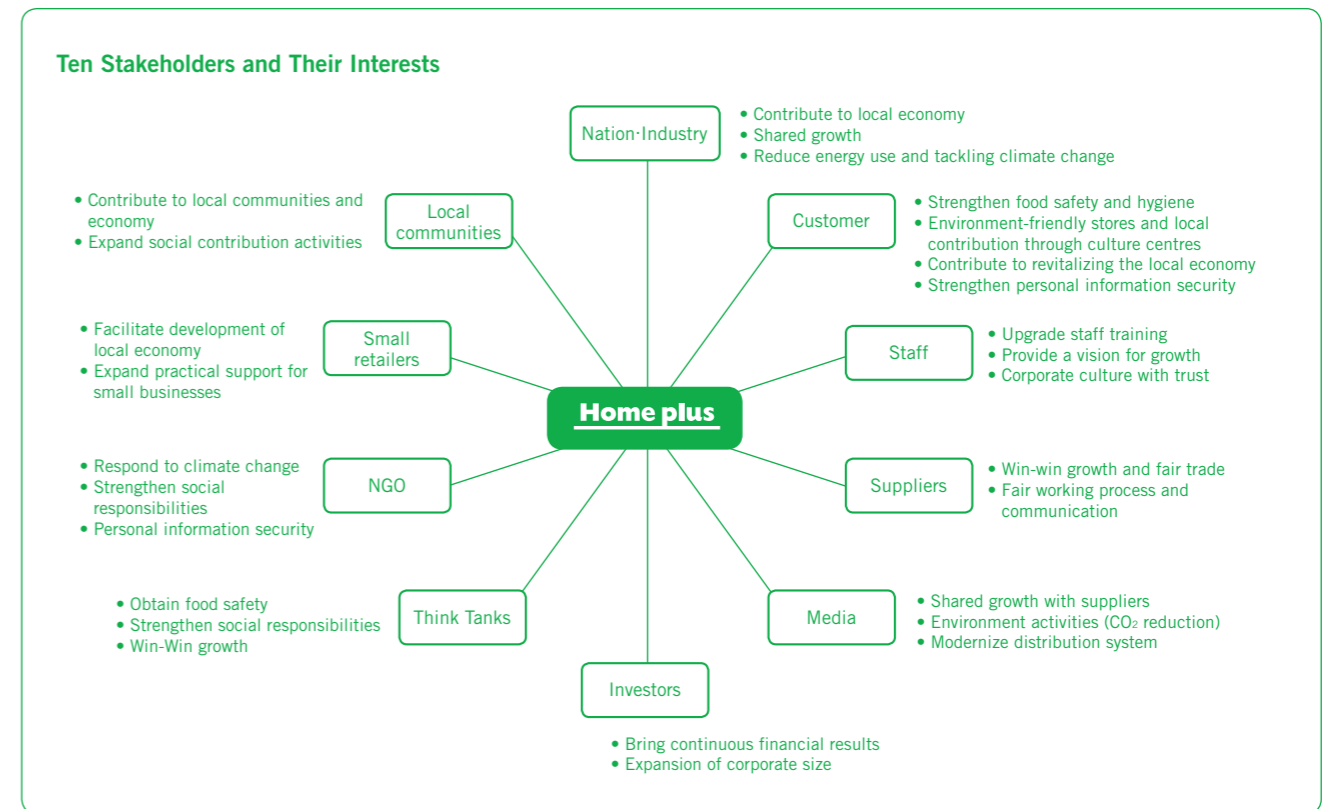 Ten Stakeholders and Their Interests
Nation·Industry
• Contribute to local economy
• Shared growth
• Reduce energy use and tackling climate change
Customer
• Strengthen food safety and hygiene
• Environment-friendly stores and local
contribution through culture centres
• Contribute to revitalizing the local economy
• Strengthen personal information security
Staff
• Upgrade staff training
• Provide a vision for growth
• Corporate culture with trust
Suppliers
• Win-win growth and fair trade
• Fair working process and
communication
Media
• Shared growth with suppliers
• Environment activities (CO₂ reduction)
• Modernize distribution system
Investors
• Bring continuous financial results
• Expansion of corporate size
Think Tanks
• Obtain food safety
• Strengthen social responsibilities
• Win-Win growth
NGO
• Respond to climate change
• Strengthen social
responsibilities
• Personal information security
Small
retailers
• Facilitate development of
local economy
• Expand practical support for
small businesses
Local
communities
• Contribute to local communities and
economy
• Expand social contribution activities
Home plus